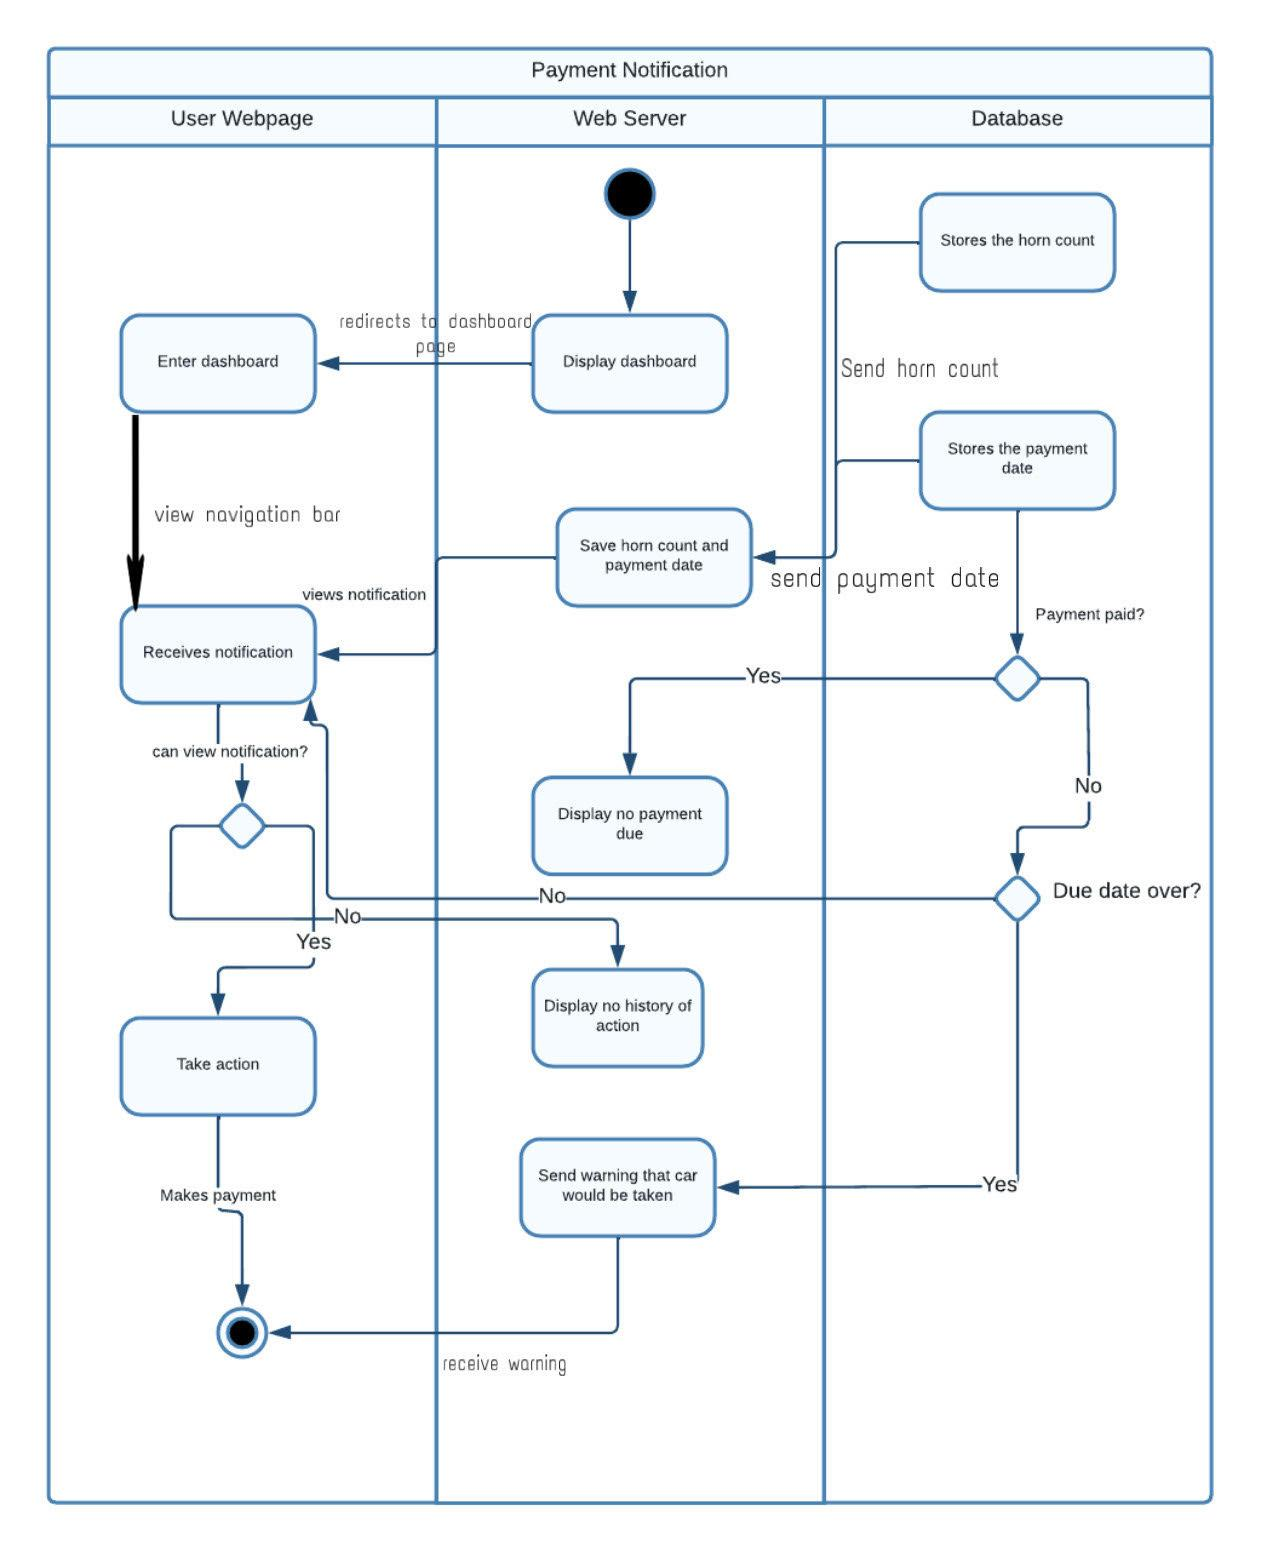 Payment Notification
User Webpage
Web Server
Database
Stores the horn count
redirects to dashboard
page
Enter dashboard
Display dashboard
Send horn count
Stores the payment
date
view navigation bar
Save horn count and
payment date
send payment date
views notification
Payment paid?
Receives notification
Yes
can view notification?
No
Display no payment
due
Due date over?
No
No
Yes
Display no history of
action
Take action
Send warning that car
would be taken
Yes
Makes payment
receive warning